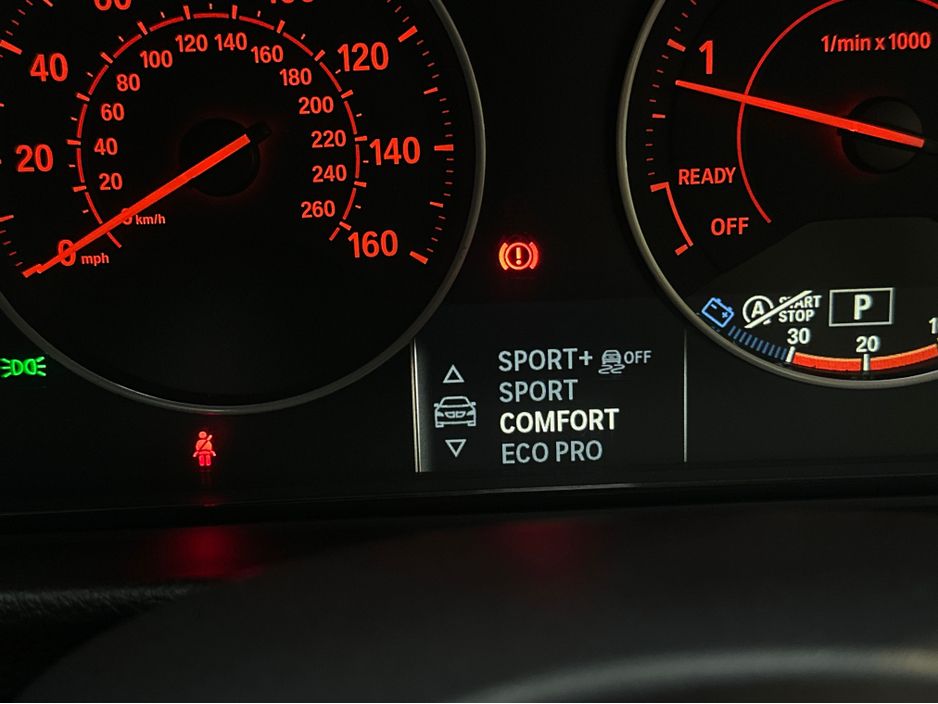 20
40
60
100
120
140
160
0 mph
20
40
60
80
100
120
140
160
180
200
220
240
260
km/h
1
1/min x 1000
READY
OFF
A START STOP
P
30
20
SPORT+ OFF
SPORT
COMFORT
ECO PRO